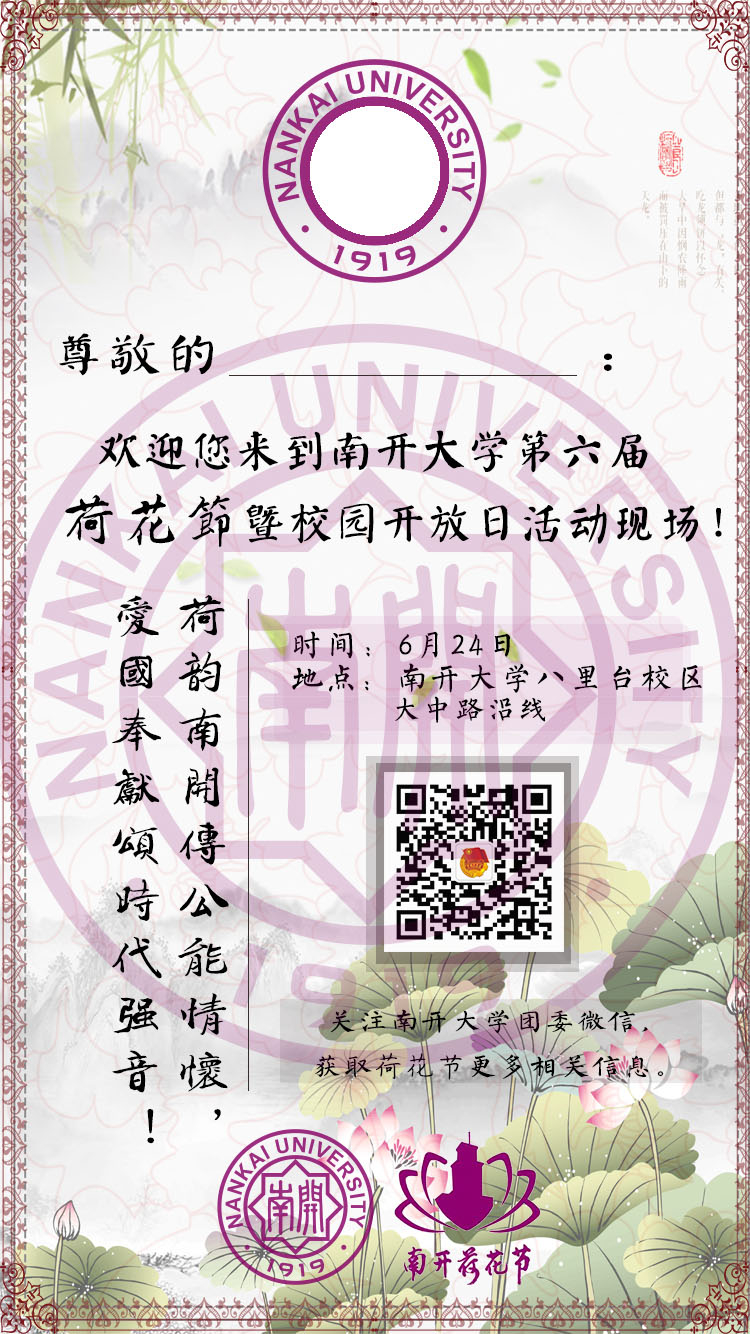 NANKAI UNIVERSITY
1919
尊敬的 ：
欢迎您来到南开大学第六届
荷花節暨校园开放日活动现场！
荷韵南開傳公能情懷，
愛國奉獻頌時代强音！
时间：6月24日
地点：南开大学八里台校区
大中路沿线
关注南开大学团委微信，
获取荷花节更多相关信息。
NANKAI UNIVERSITY
南開
1919
南开荷花节
NANKAI UNIVERSITY
南開